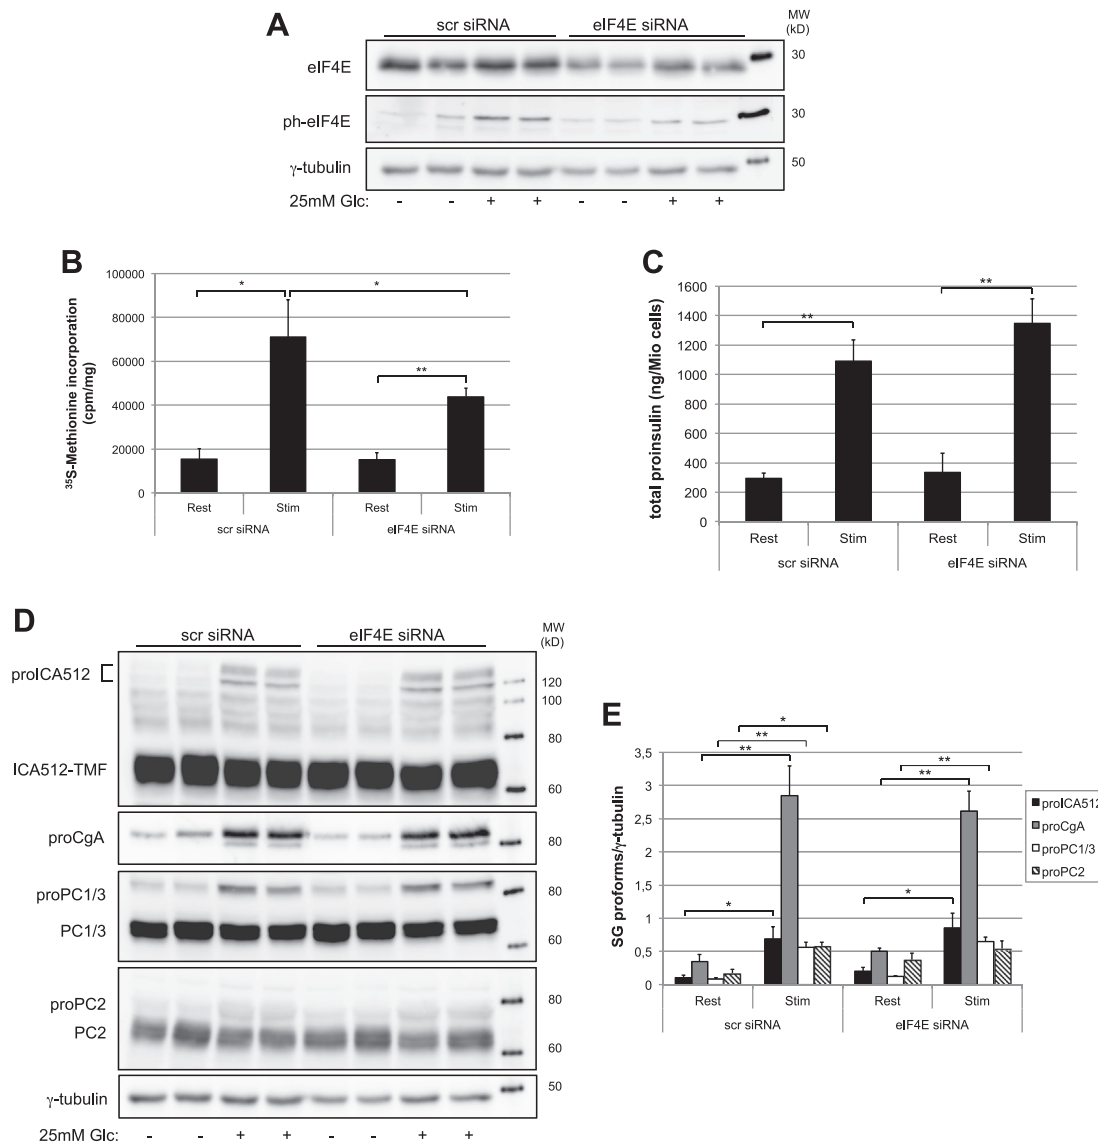 A
scr siRNA eIF4E siRNA MW (kD)
eIF4E 30
ph-eIF4E 30
γ-tubulin 50
25mM Glc: - - + + - - + +
B
³⁵S-Methionine incorporation
(cpm/mg)
100000
80000
60000
40000
20000
0
* *
**
Rest Stim Rest Stim
scr siRNA eIF4E siRNA
C
total proinsulin (ng/Mio cells)
1600
1400
1200
1000
800
600
400
200
0
** **
Rest Stim Rest Stim
scr siRNA eIF4E siRNA
D
scr siRNA eIF4E siRNA MW (kD)
proICA512 120
100
80
ICA512-TMF 60
proCgA 80
proPC1/3 80
PC1/3 60
proPC2 80
PC2 60
γ-tubulin 50
25mM Glc: - - + + - - + +
E
SG proforms/γ-tubulin
3,5
3
2,5
2
1,5
1
0,5
0
*
**
**
*
**
**
*
Rest Stim Rest Stim
scr siRNA eIF4E siRNA
proICA512
proCgA
proPC1/3
proPC2